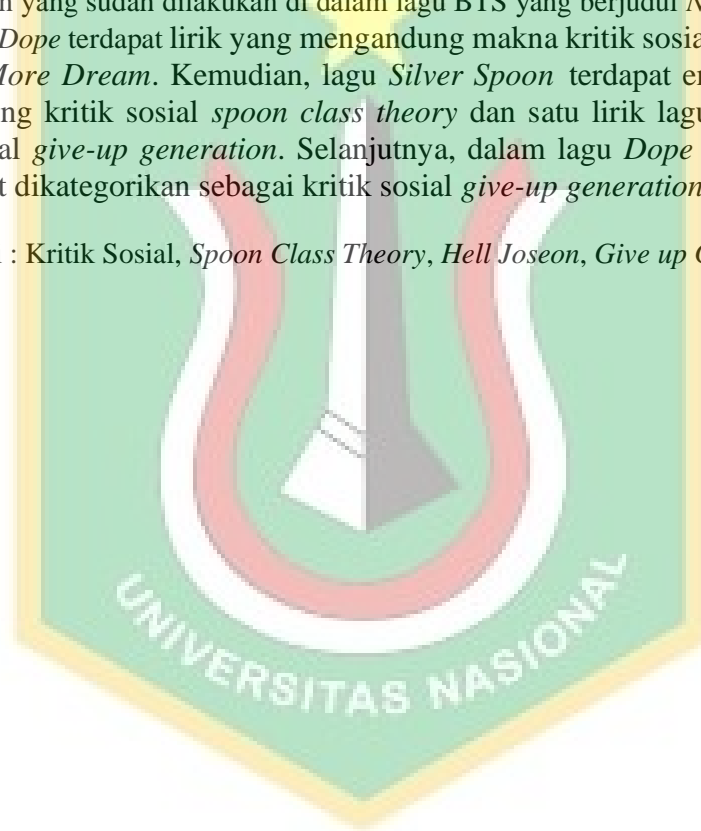 n yang sudah dilakukan di dalam lagu BTS yang berjudul N
Dope terdapat lirik yang mengandung makna kritik sosia
More Dream. Kemudian, lagu Silver Spoon terdapat e
ng kritik sosial spoon class theory dan satu lirik lagu
al give-up generation. Selanjutnya, dalam lagu Dope
t dikategorikan sebagai kritik sosial give-up generation
: Kritik Sosial, Spoon Class Theory, Hell Joseon, Give up
UNIVERSITAS NASIONAL